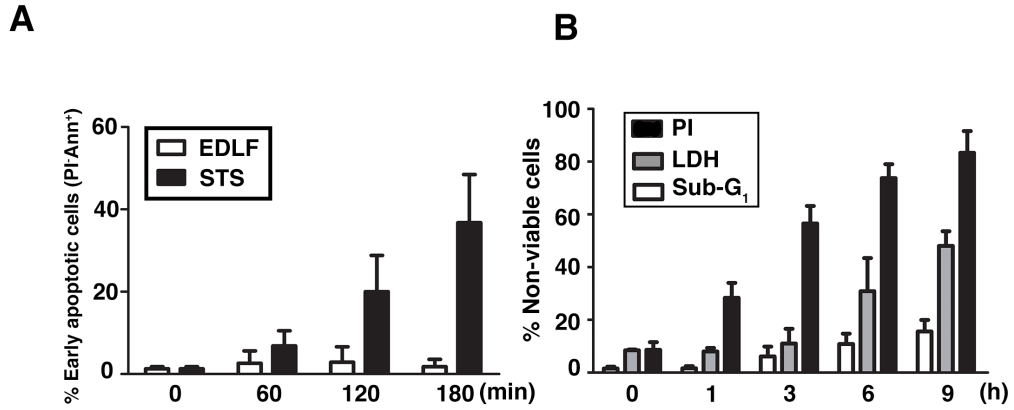 A
% Early apoptotic cells (PI-Ann+)
60
40
20
0
EDLF
STS
0 60 120 180 (min)
B
% Non-viable cells
100
80
60
40
20
0
PI
LDH
Sub-G1
0 1 3 6 9 (h)